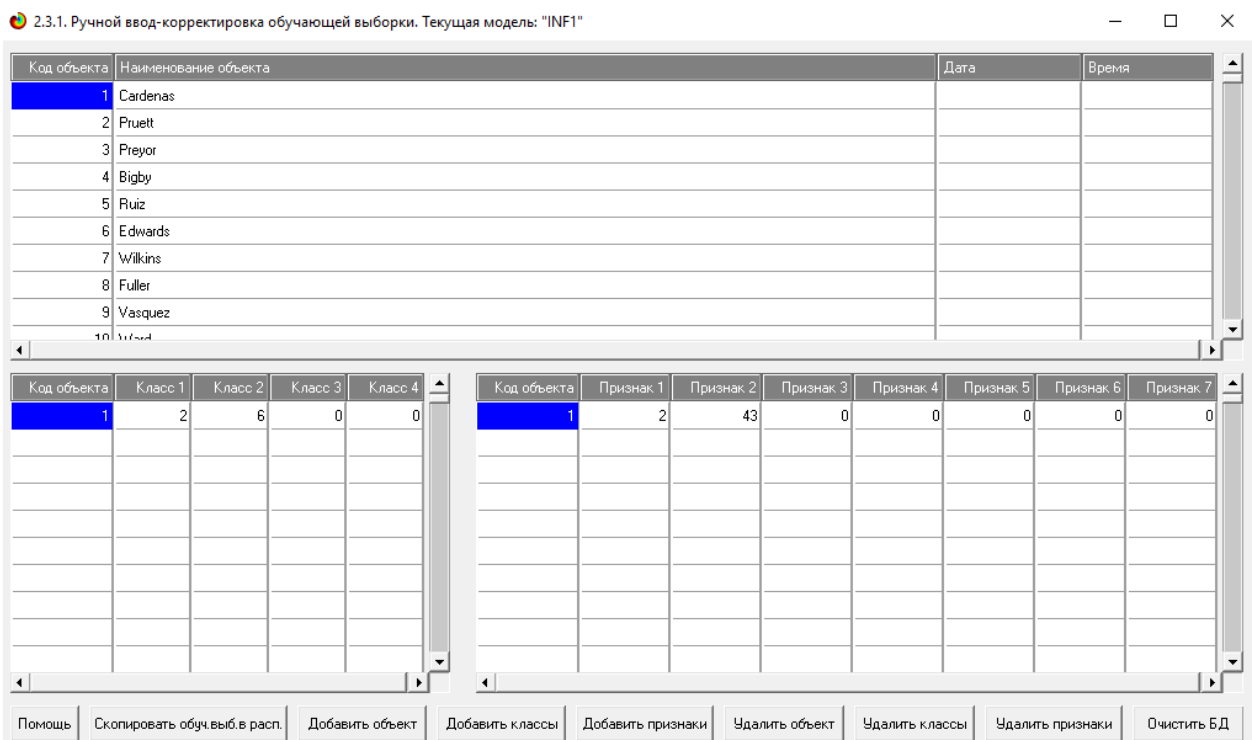 2.3.1. Ручной ввод-корректировка обучающей выборки. Текущая модель: "INF1"
Код объекта Наименование объекта Дата Время
1 Cardenas
2 Pruett
3 Preyor
4 Bigby
5 Ruiz
6 Edwards
7 Wilkins
8 Fuller
9 Vasquez
10 Ward
Код объекта Класс 1 Класс 2 Класс 3 Класс 4
1 2 6 0 0
Код объекта Признак 1 Признак 2 Признак 3 Признак 4 Признак 5 Признак 6 Признак 7
1 2 43 0 0 0 0 0
Помощь Скопировать обуч.выб.в расп. Добавить объект Добавить классы Добавить признаки Удалить объект Удалить классы Удалить признаки Очистить БД